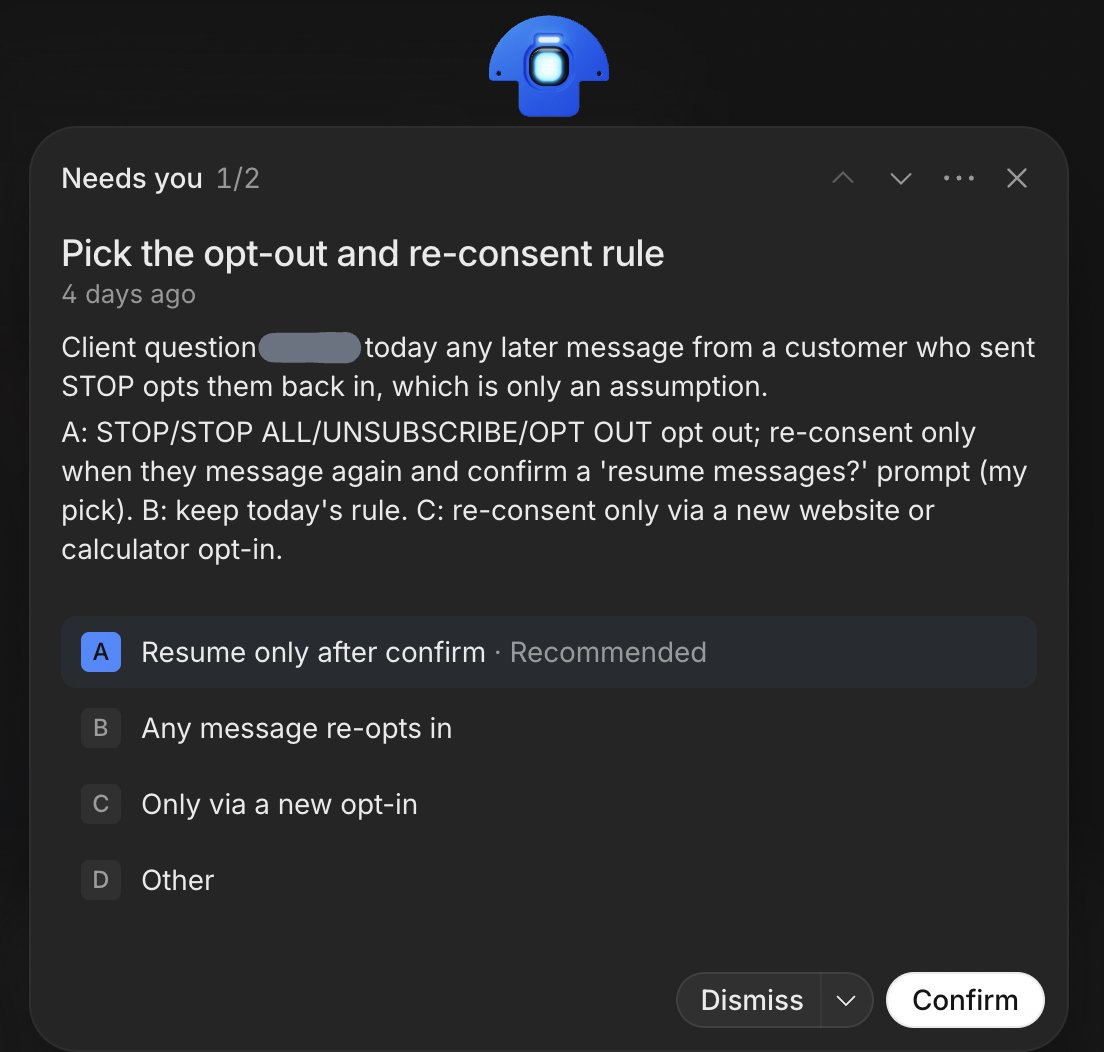 Needs you 1/2
Pick the opt-out and re-consent rule
4 days ago
Client question today any later message from a customer who sent
STOP opts them back in, which is only an assumption.
A: STOP/STOP ALL/UNSUBSCRIBE/OPT OUT opt out; re-consent only
when they message again and confirm a 'resume messages?' prompt (my
pick). B: keep today's rule. C: re-consent only via a new website or
calculator opt-in.
A Resume only after confirm · Recommended
B Any message re-opts in
C Only via a new opt-in
D Other
Dismiss Confirm